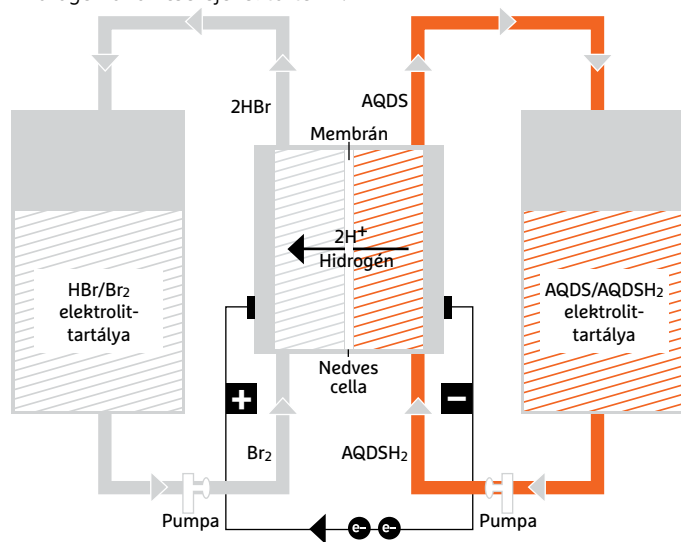 2HBr
AQDS
Membrán
2H+
Hidrogén
HBr/Br2
elektrolit-
tartálya
AQDS/AQDSH2
elektrolit-
tartálya
Nedves
cella
+
−
Br2
AQDSH2
Pumpa
e−
e−
Pumpa